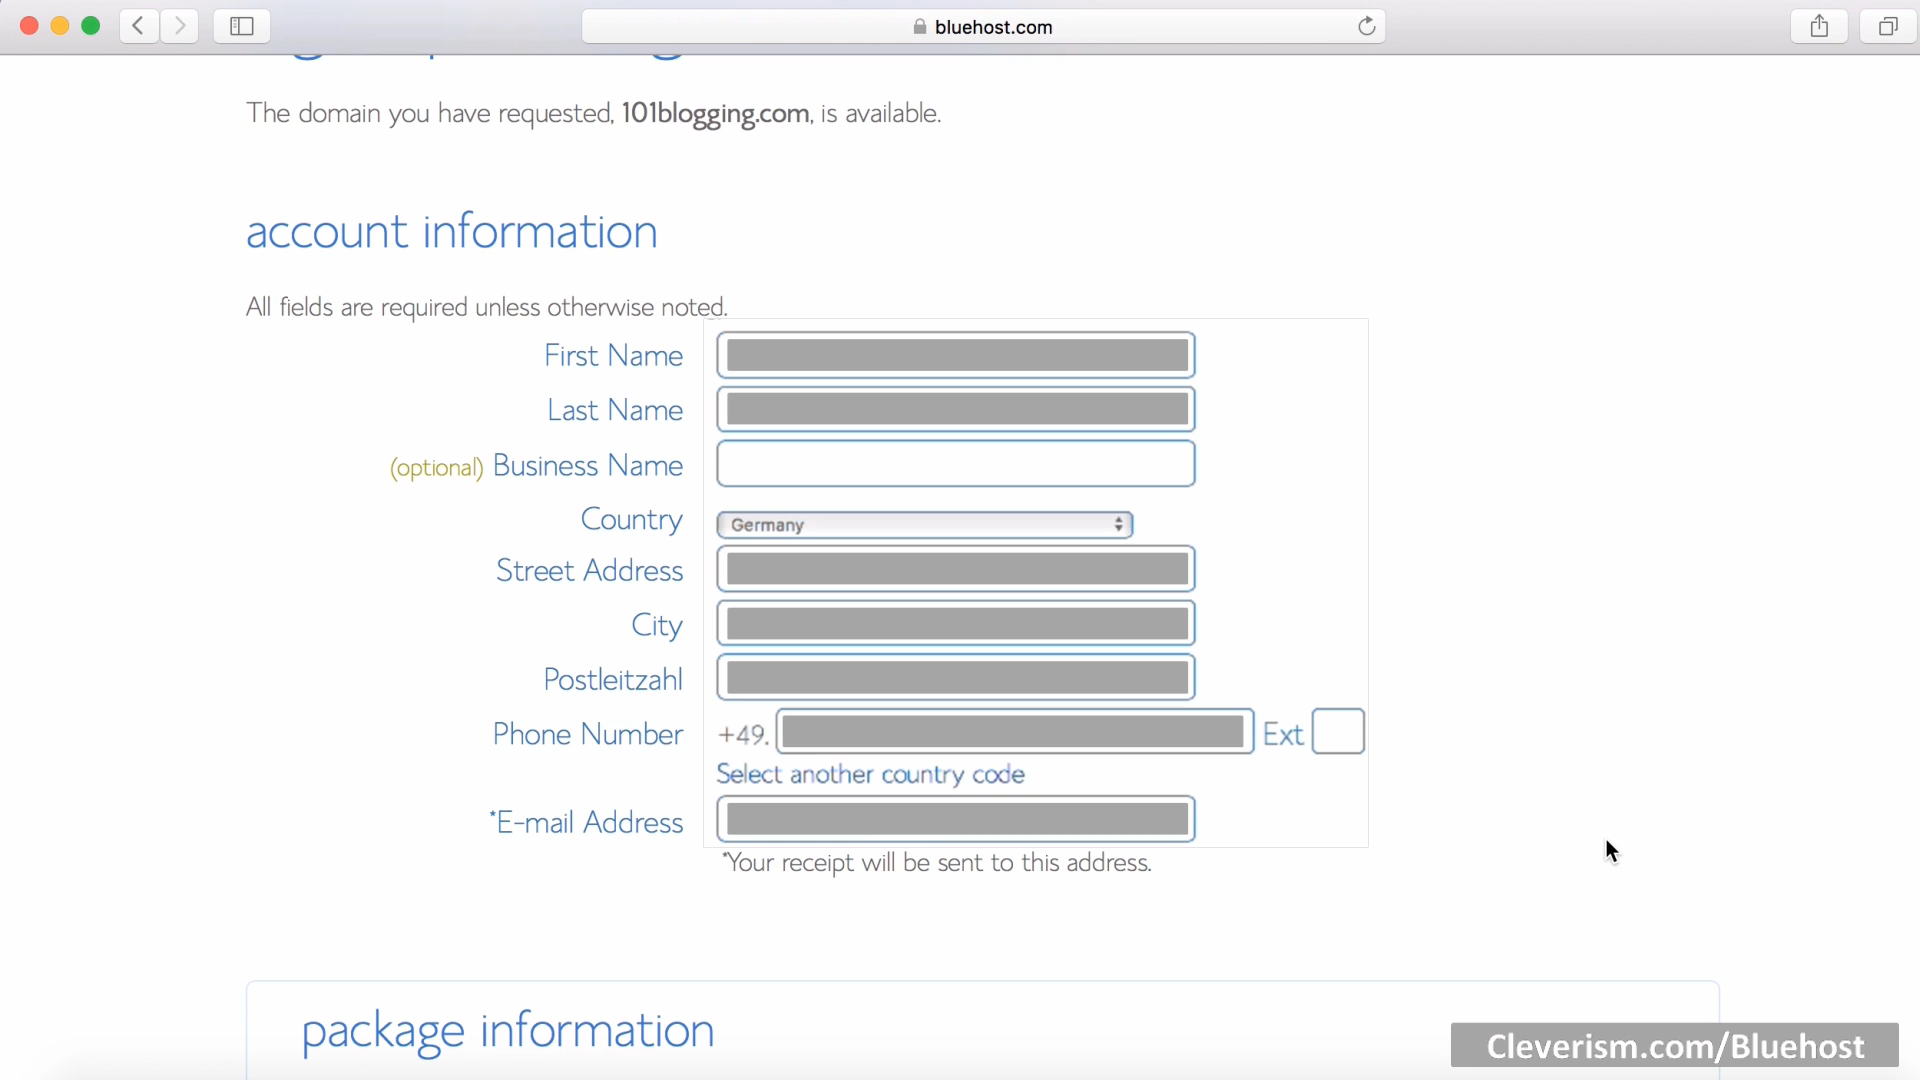 bluehost.com
The domain you have requested, 101blogging.com, is available.
account information
All fields are required unless otherwise noted.
First Name
Last Name
(optional) Business Name
Country Germany
Street Address
City
Postleitzahl
Phone Number +49. Ext
Select another country code
*E-mail Address
*Your receipt will be sent to this address.
package information
Cleverism.com/Bluehost